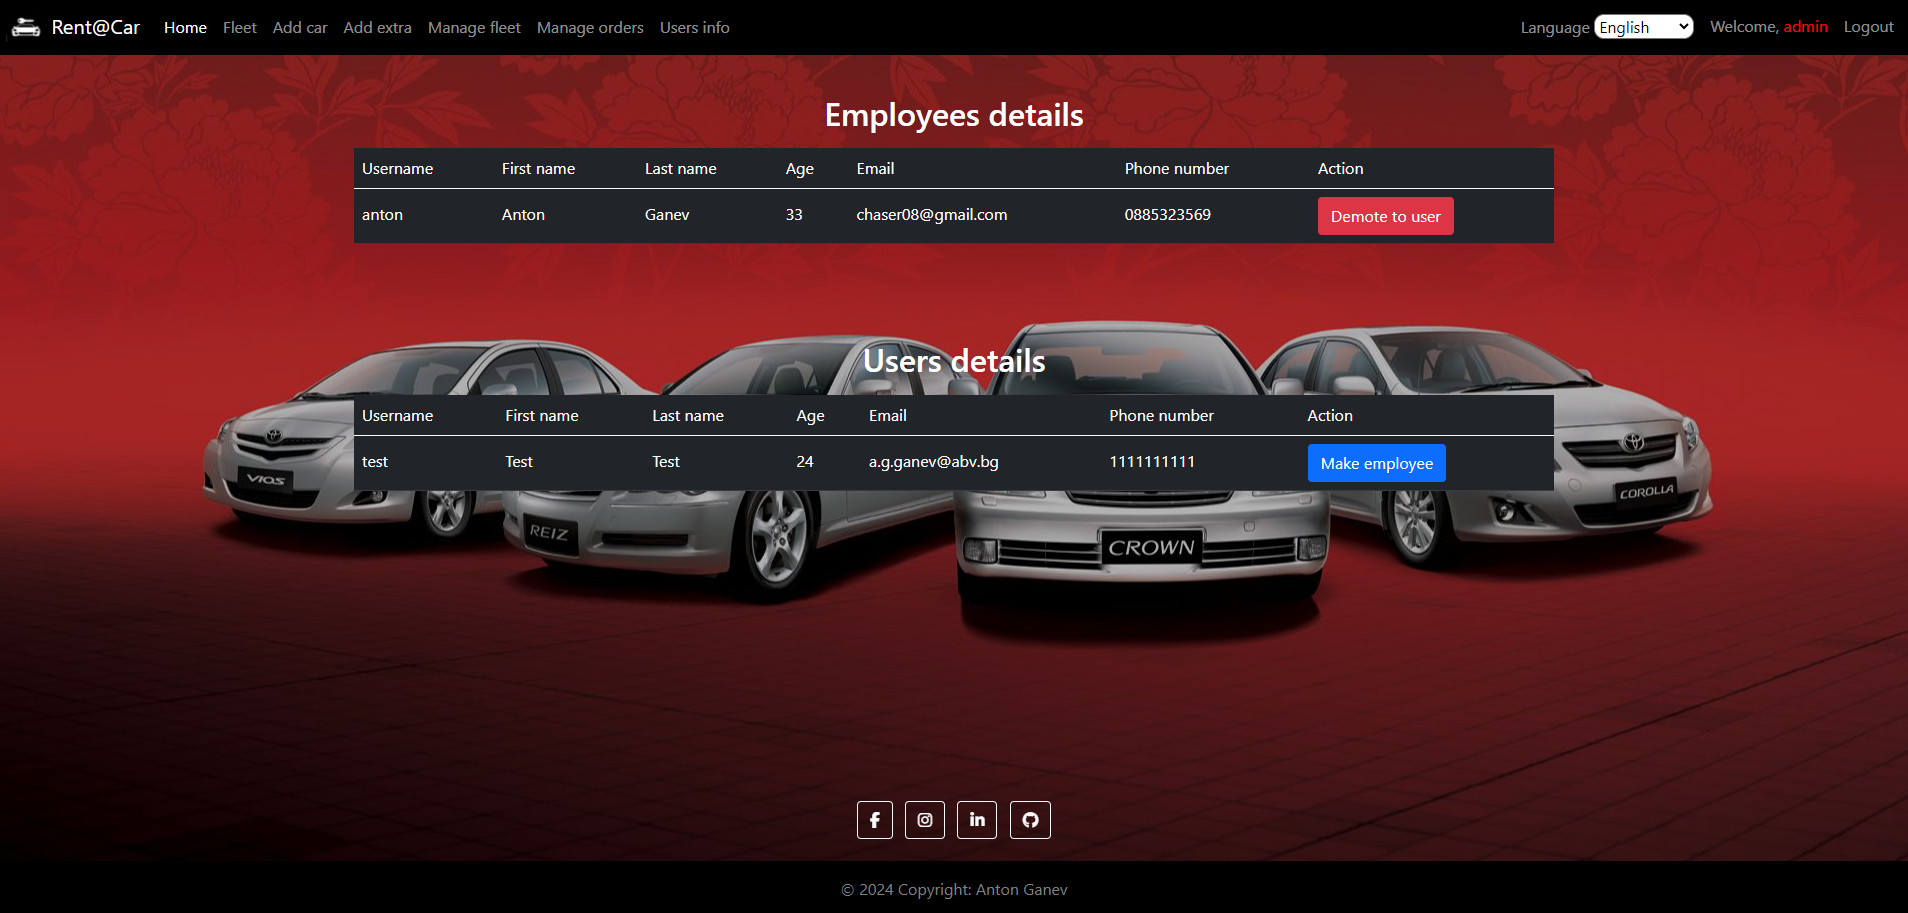 Rent@Car Home Fleet Add car Add extra Manage fleet Manage orders Users info Language English Welcome, admin Logout
Employees details
Username First name Last name Age Email Phone number Action
anton Anton Ganev 33 chaser08@gmail.com 0885323569 Demote to user
Users details
Username First name Last name Age Email Phone number Action
test Test Test 24 a.g.ganev@abv.bg 1111111111 Make employee
VIOS
REIZ
CROWN
COROLLA
© 2024 Copyright: Anton Ganev